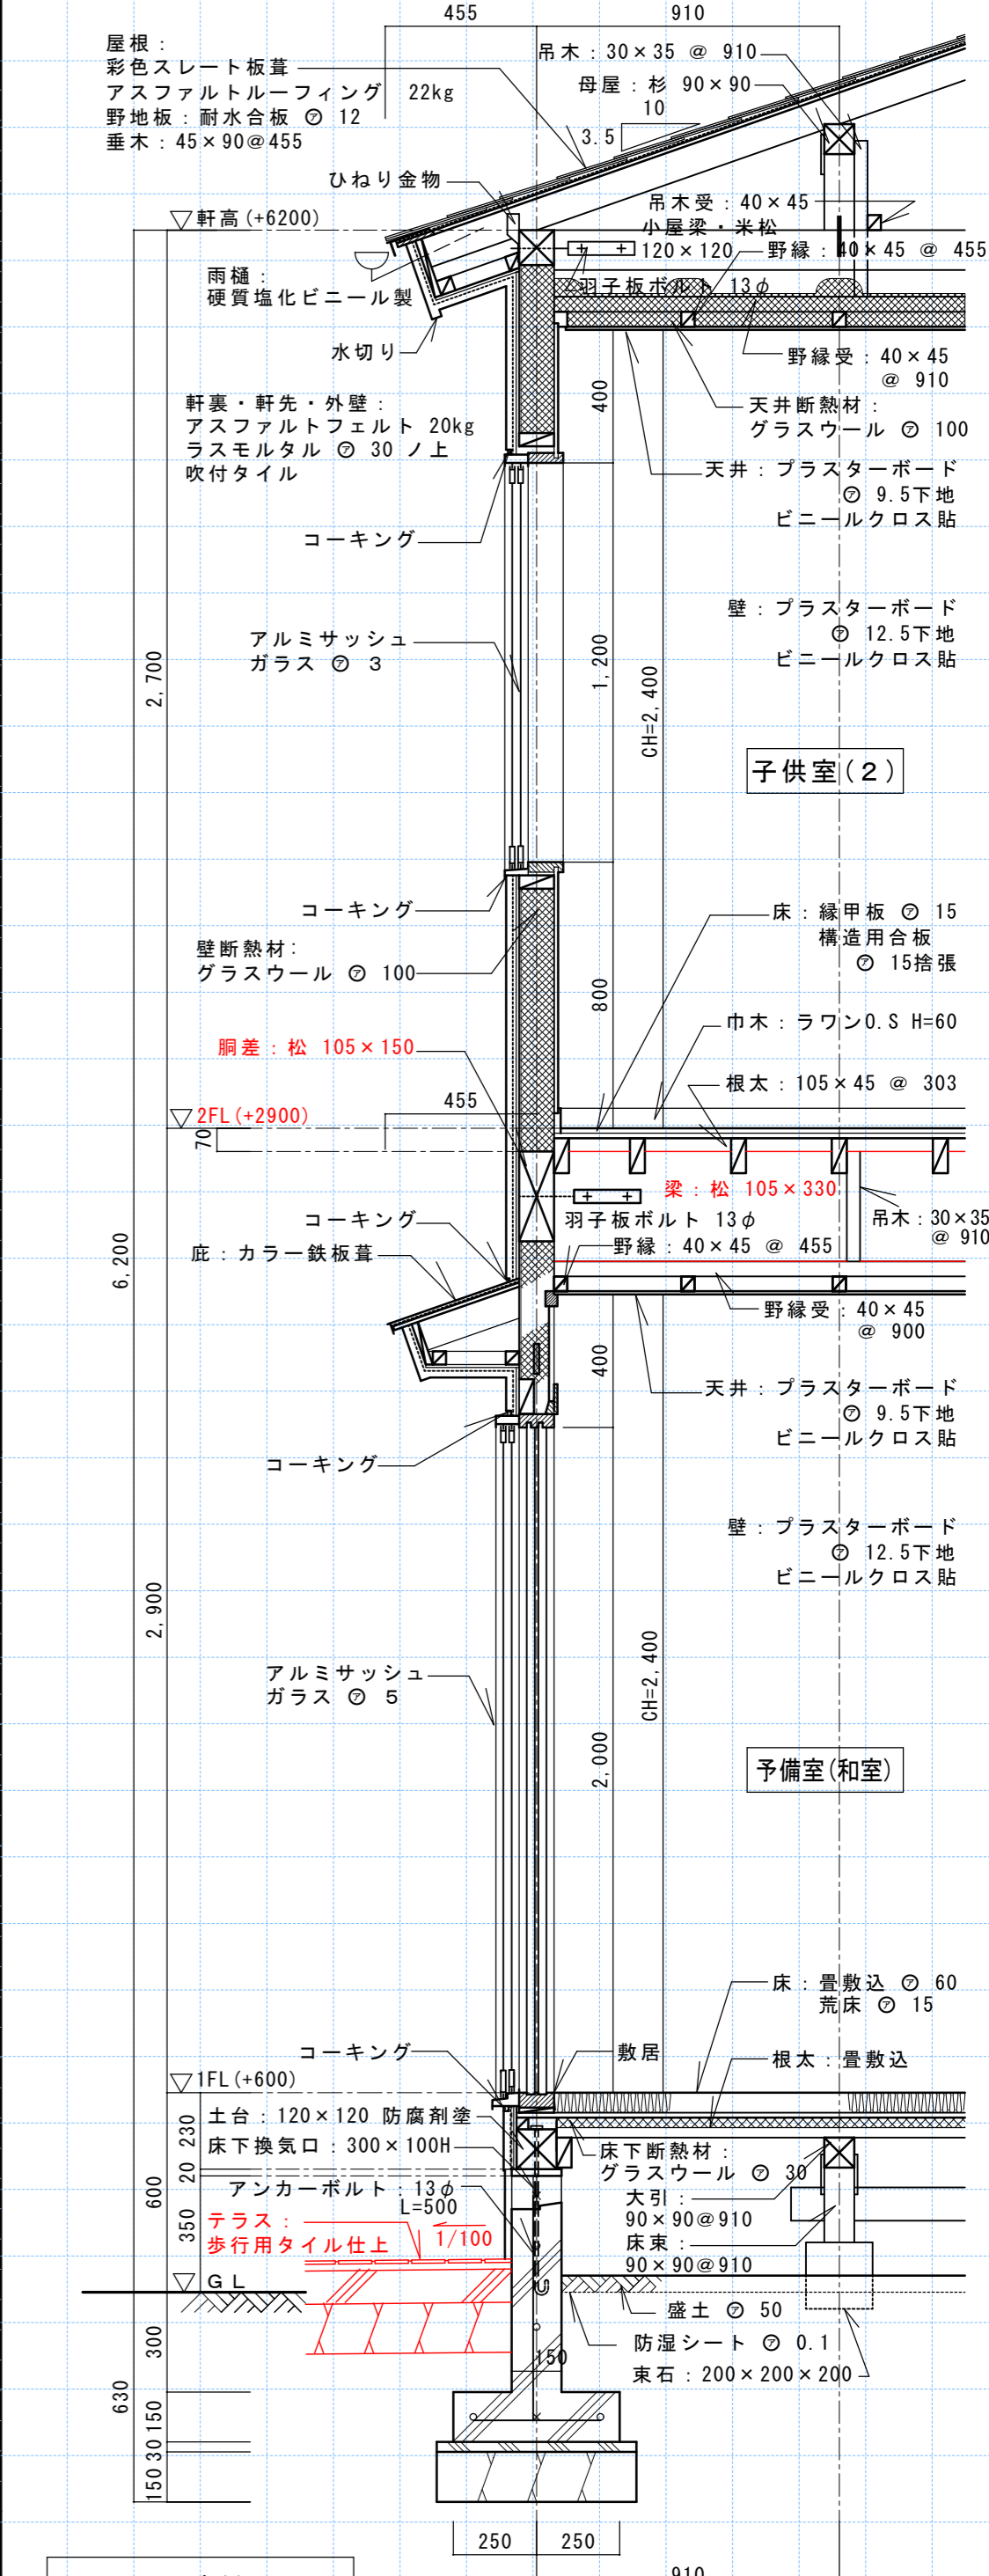 455
910
屋根：
彩色スレート板葺
アスファルトルーフィング 22kg
野地板：耐水合板 ㋐ 12
垂木：45×90@455
吊木：30×35 @ 910
母屋：杉 90×90
10
3.5
ひねり金物
▽軒高(+6200)
吊木受：40×45
小屋梁・米松
120×120
野縁：40×45 @ 455
雨樋：
硬質塩化ビニール製
羽子板ボルト 13φ
水切り
野縁受：40×45
@ 910
400
軒裏・軒先・外壁：
アスファルトフェルト 20kg
ラスモルタル ㋐ 30 ノ上
吹付タイル
天井断熱材：
グラスウール ㋐ 100
天井：プラスターボード
㋐ 9.5下地
ビニールクロス貼
コーキング
壁：プラスターボード
㋐ 12.5下地
ビニールクロス貼
アルミサッシュ
ガラス ㋐ 3
2,700
1,200
CH=2,400
子供室(2)
コーキング
床：縁甲板 ㋐ 15
構造用合板
㋐ 15捨張
壁断熱材：
グラスウール ㋐ 100
800
巾木：ラワンO.S H=60
胴差：松 105×150
根太：105×45 @ 303
455
▽2FL(+2900)
70
梁：松 105×330
コーキング
羽子板ボルト 13φ
吊木：30×35
@ 910
庇：カラー鉄板葺
野縁：40×45 @ 455
6,200
野縁受：40×45
@ 900
400
天井：プラスターボード
㋐ 9.5下地
ビニールクロス貼
コーキング
壁：プラスターボード
㋐ 12.5下地
ビニールクロス貼
2,900
アルミサッシュ
ガラス ㋐ 5
CH=2,400
2,000
予備室(和室)
床：畳敷込 ㋐ 60
荒床 ㋐ 15
コーキング
敷居
根太：畳敷込
▽1FL(+600)
230
土台：120×120 防腐剤塗
床下換気口：300×100H
床下断熱材：
グラスウール ㋐ 30
20
600
アンカーボルト：13φ
L=500
大引：
90×90@910
350
テラス：
歩行用タイル仕上
1/100
床束：
90×90@910
▽GL
盛土 ㋐ 50
300
防湿シート ㋐ 0.1
150
束石：200×200×200
630
150
30
150
250
250
910